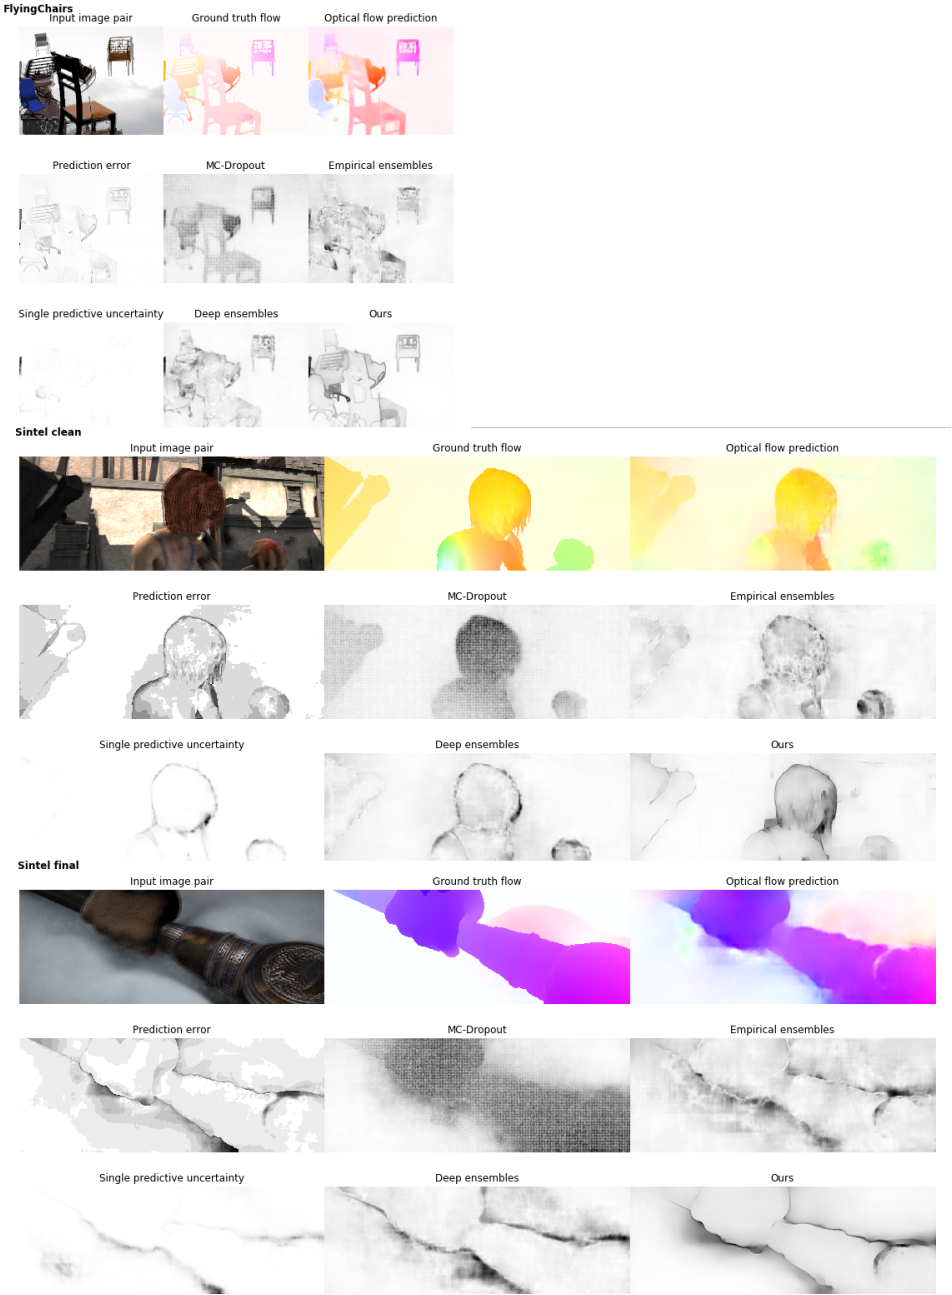 FlyingChairs
Input image pair
Ground truth flow
Optical flow prediction
Prediction error
MC-Dropout
Empirical ensembles
Single predictive uncertainty
Deep ensembles
Ours
Sintel clean
Input image pair
Ground truth flow
Optical flow prediction
Prediction error
MC-Dropout
Empirical ensembles
Single predictive uncertainty
Deep ensembles
Ours
Sintel final
Input image pair
Ground truth flow
Optical flow prediction
Prediction error
MC-Dropout
Empirical ensembles
Single predictive uncertainty
Deep ensembles
Ours